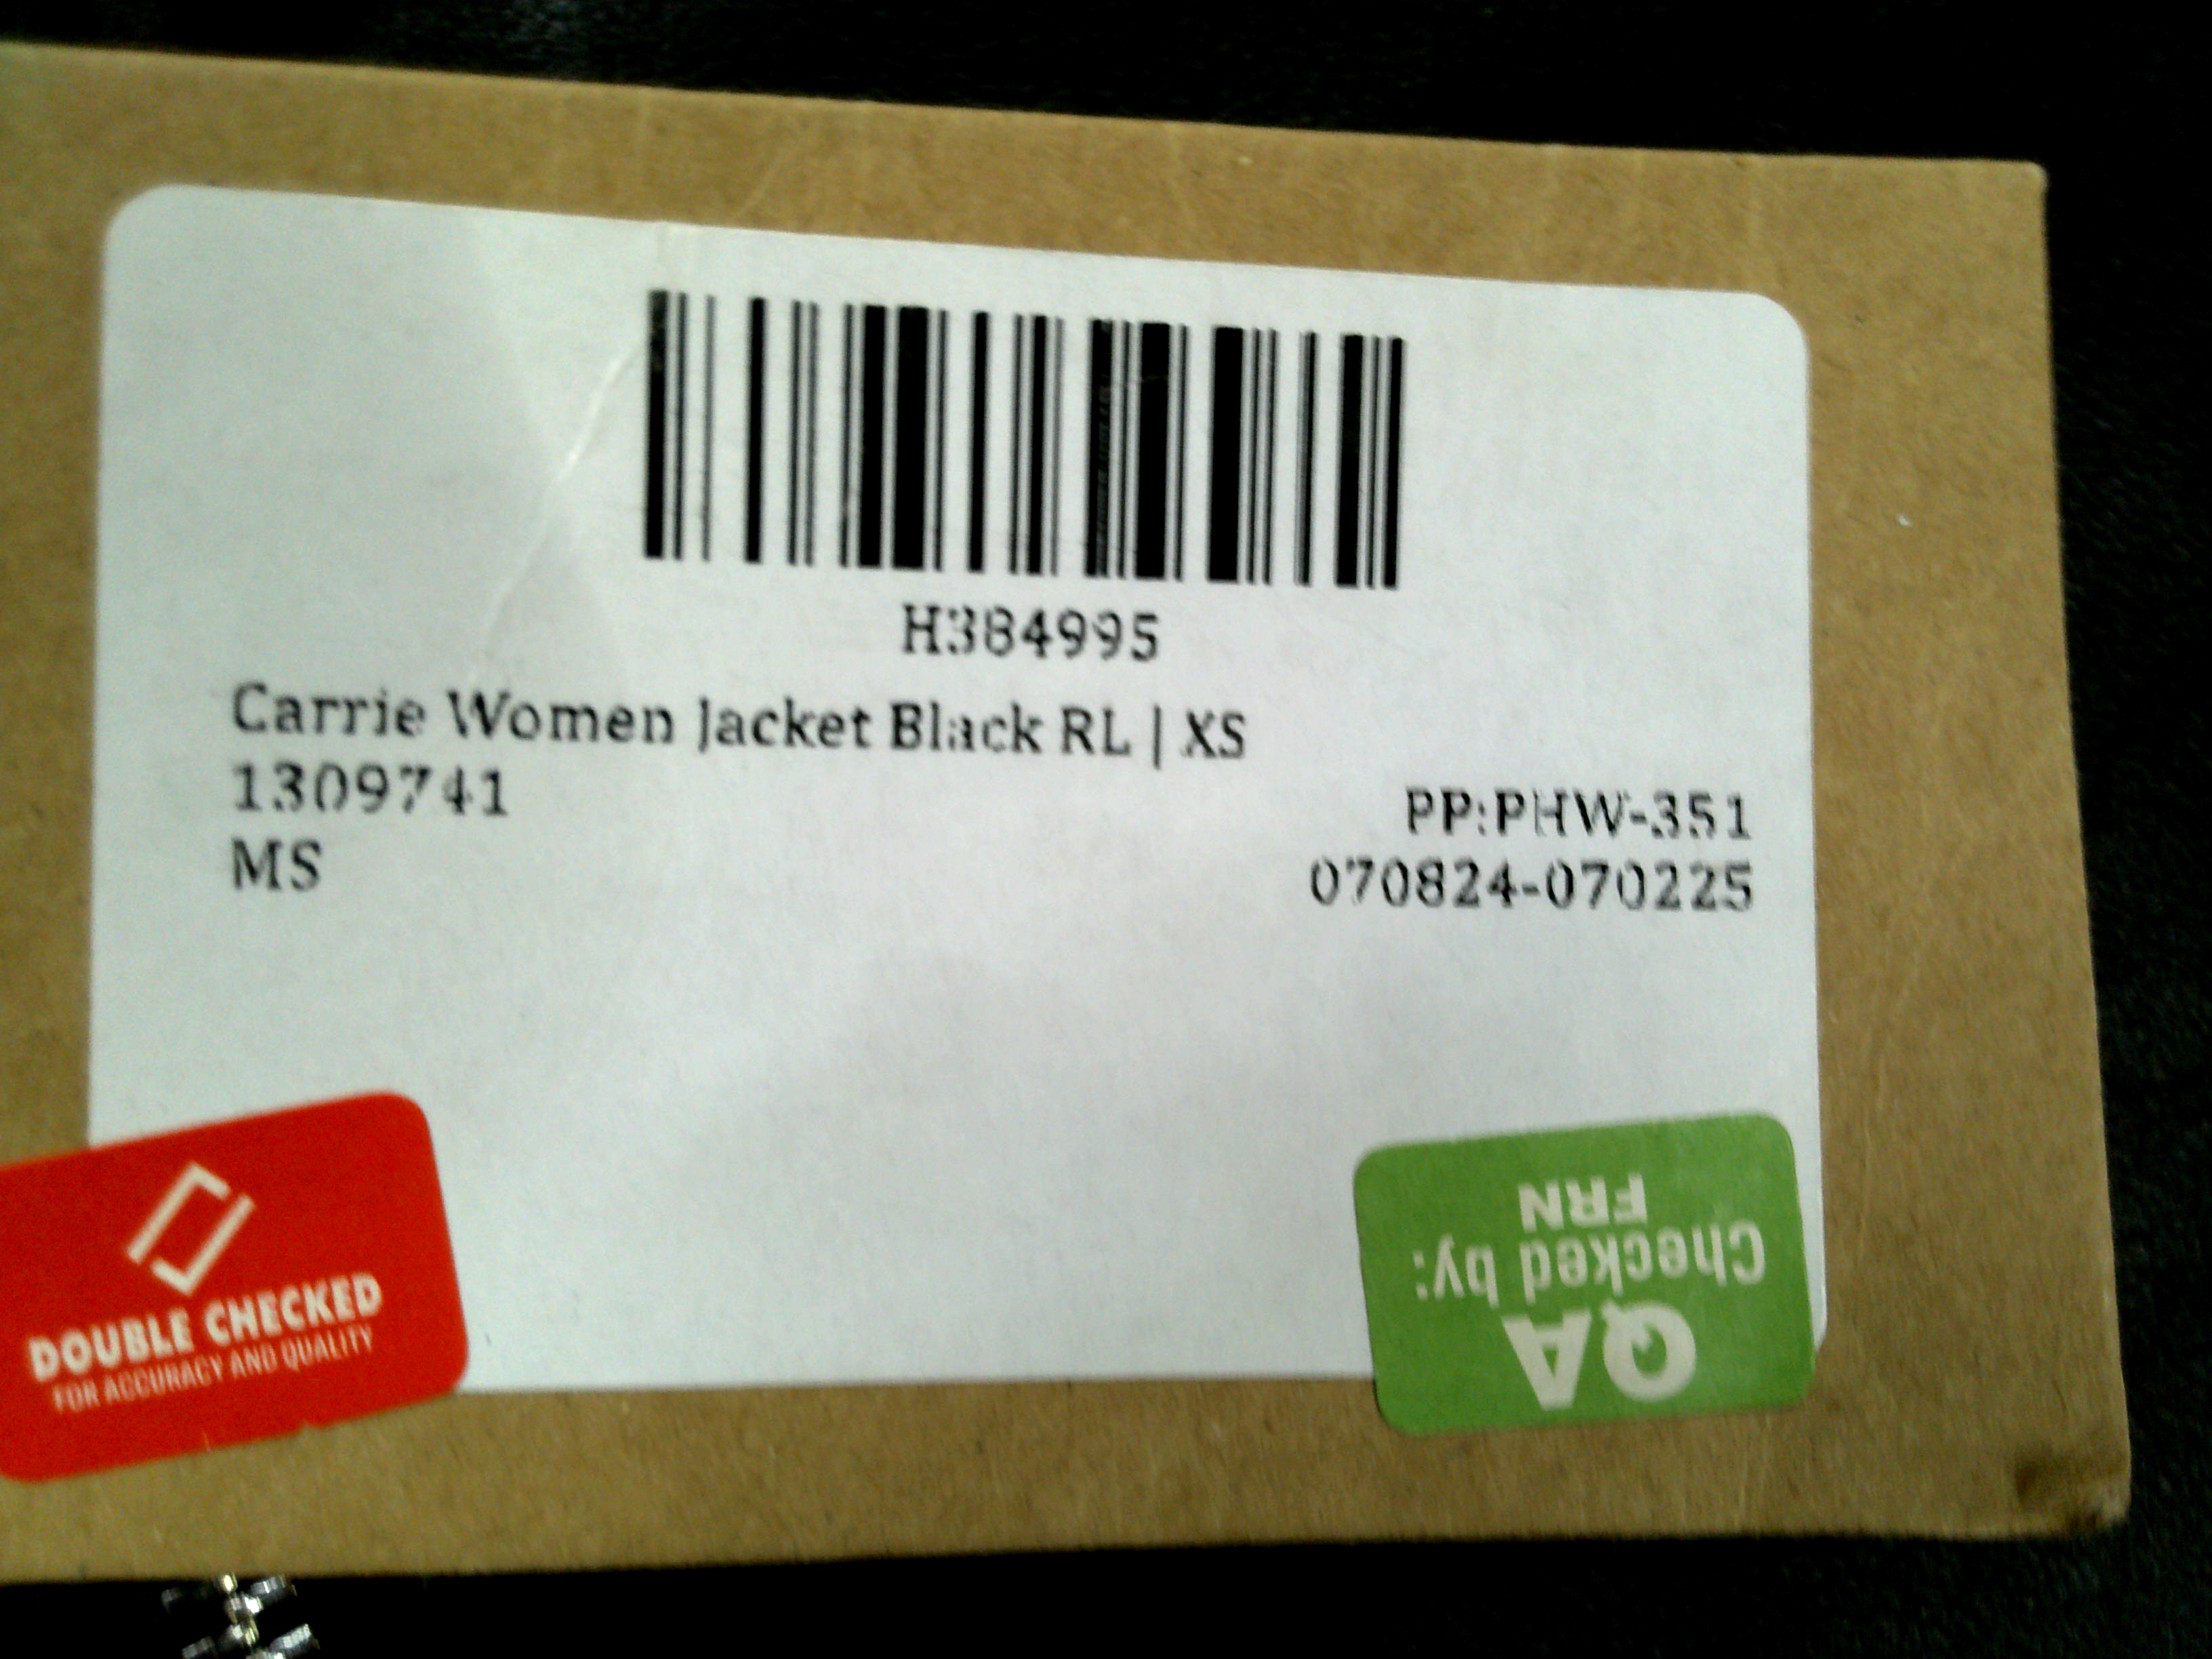 H384995
Carrie Women Jacket Black RL | XS
1309741
MS
PP:PHW-351
070824-070225
DOUBLE CHECKED
FOR ACCURACY AND QUALITY
QA
Checked by:
FRN